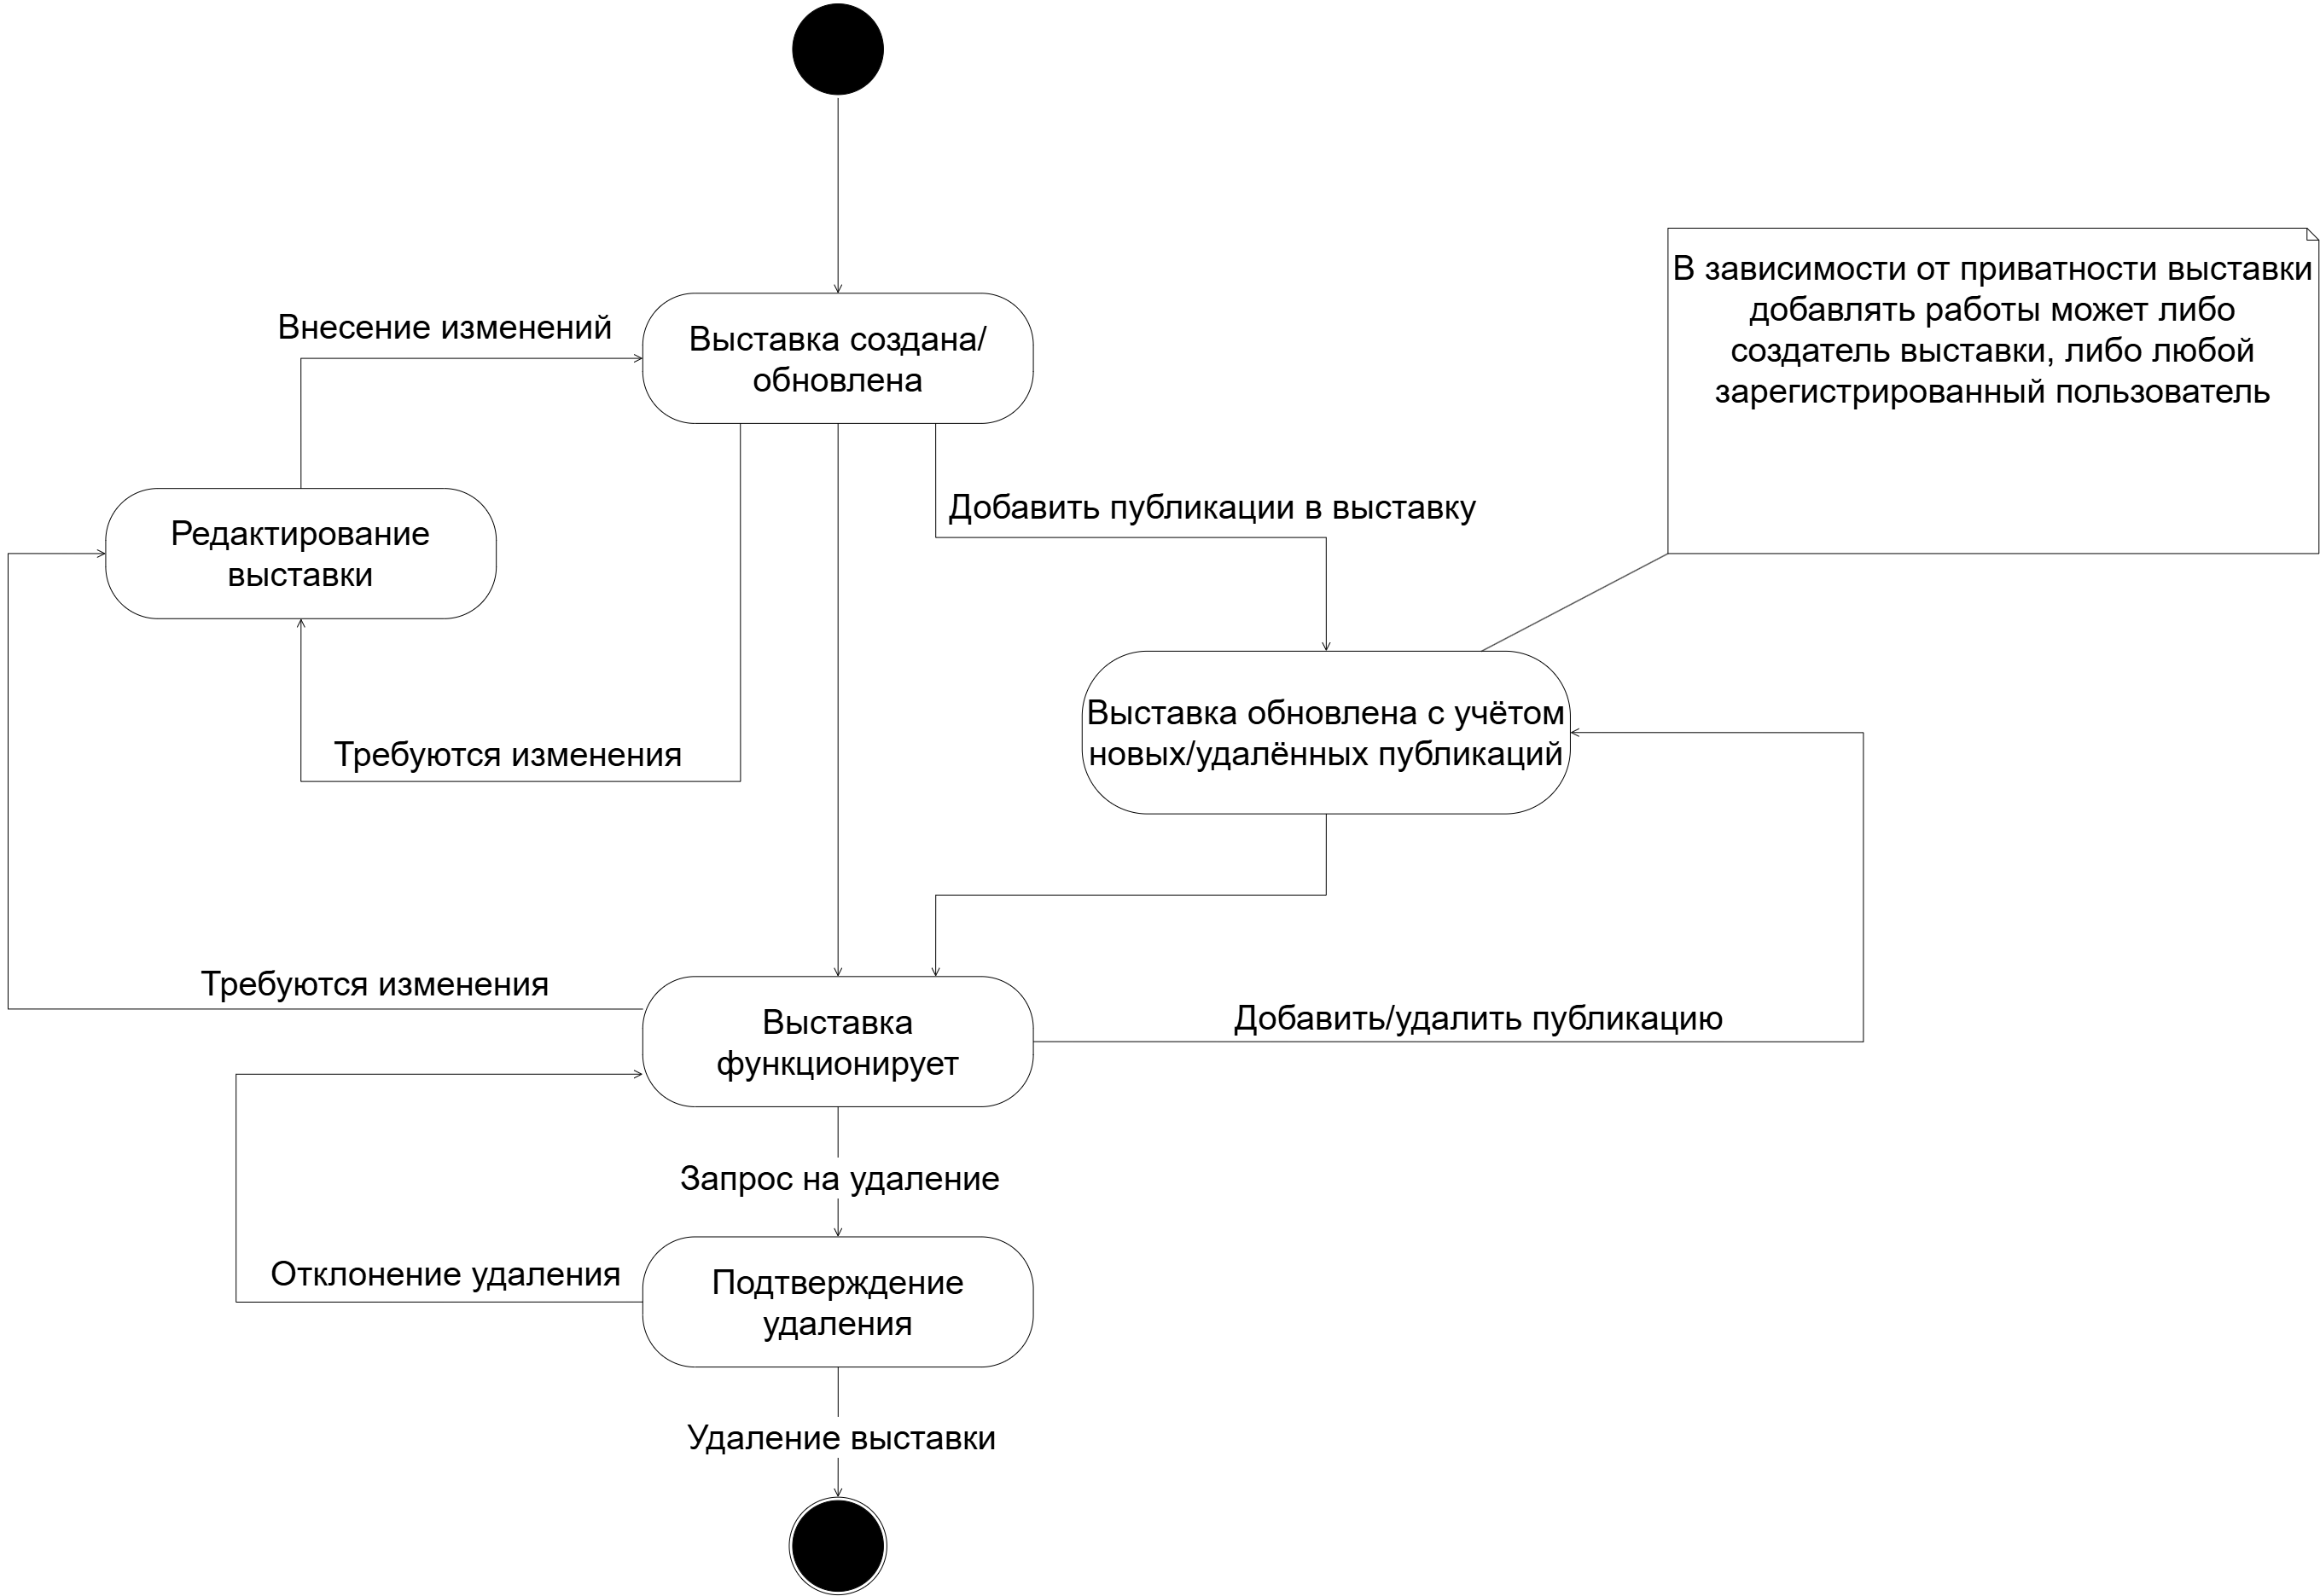 В зависимости от приватности выставки
добавлять работы может либо
создатель выставки, либо любой
зарегистрированный пользователь
Внесение изменений
Выставка создана/
обновлена
Добавить публикации в выставку
Редактирование
выставки
Выставка обновлена с учётом
новых/удалённых публикаций
Требуются изменения
Требуются изменения
Выставка
функционирует
Добавить/удалить публикацию
Запрос на удаление
Отклонение удаления
Подтверждение
удаления
Удаление выставки